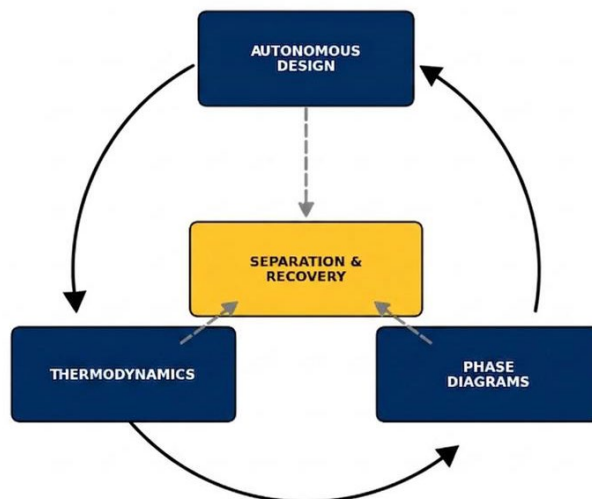 AUTONOMOUS
DESIGN
SEPARATION &
RECOVERY
THERMODYNAMICS
PHASE
DIAGRAMS